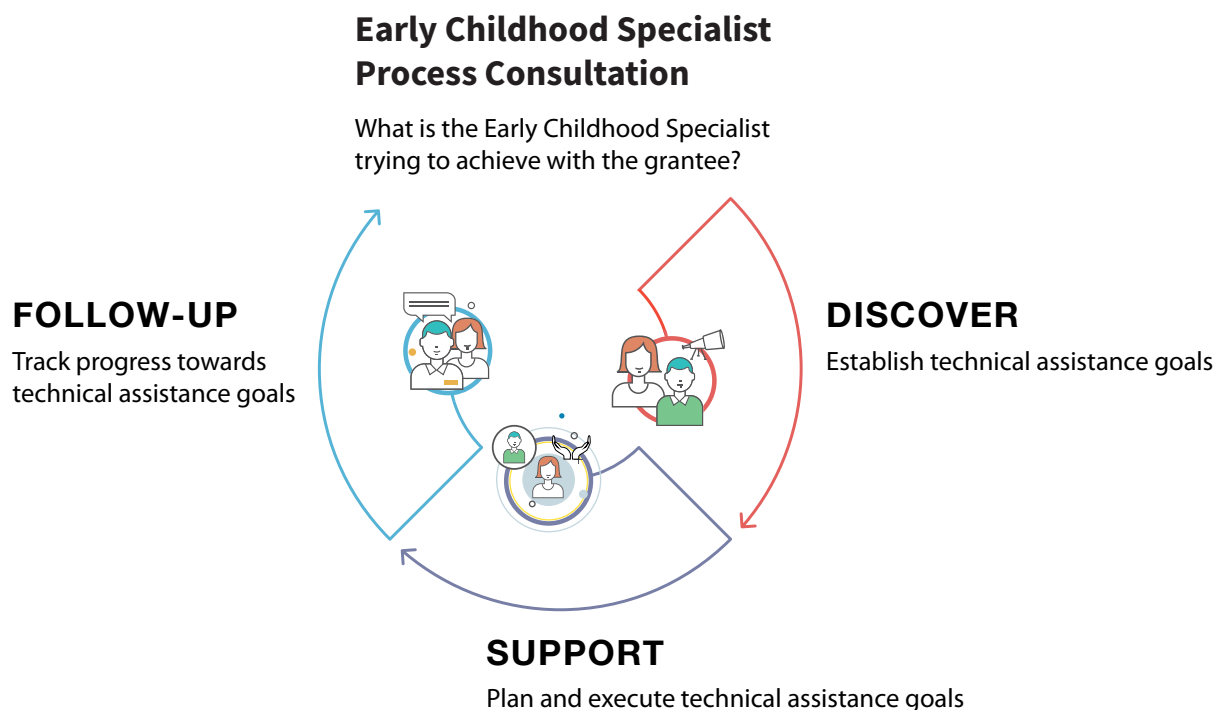 Early Childhood Specialist
Process Consultation
What is the Early Childhood Specialist
trying to achieve with the grantee?
DISCOVER
Establish technical assistance goals
SUPPORT
Plan and execute technical assistance goals
FOLLOW-UP
Track progress towards
technical assistance goals